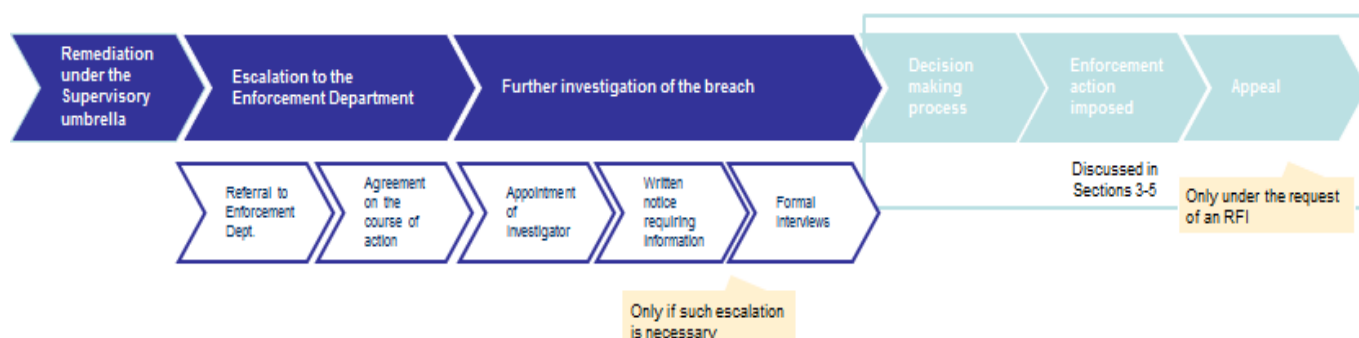 Remediation
under the
Supervisory
umbrella
Escalation to the
Enforcement Department
Further investigation of the breach
Decision
making
process
Enforcement
action
imposed
Appeal
Referral to
Enforcement
Dept.
Agreement
on the
course of
action
Appointment
of
Investigator
Written
notice
requiring
information
Formal
Interviews
Discussed in
Sections 3-5
Only under the request
of an RFI
Only if such escalation
is necessary